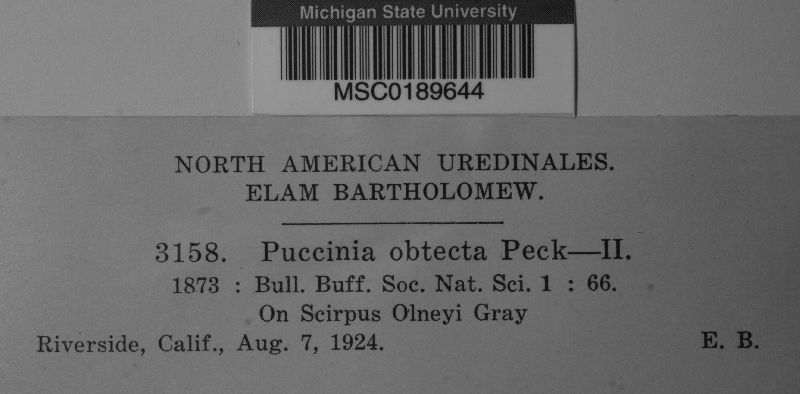 Michigan State University
MSC0189644
NORTH AMERICAN UREDINALES.
ELAM BARTHOLOMEW.
3158. Puccinia obtecta Peck—II.
1873 : Bull. Buff. Soc. Nat. Sci. 1 : 66.
On Scirpus Olneyi Gray
Riverside, Calif., Aug. 7, 1924. E. B.